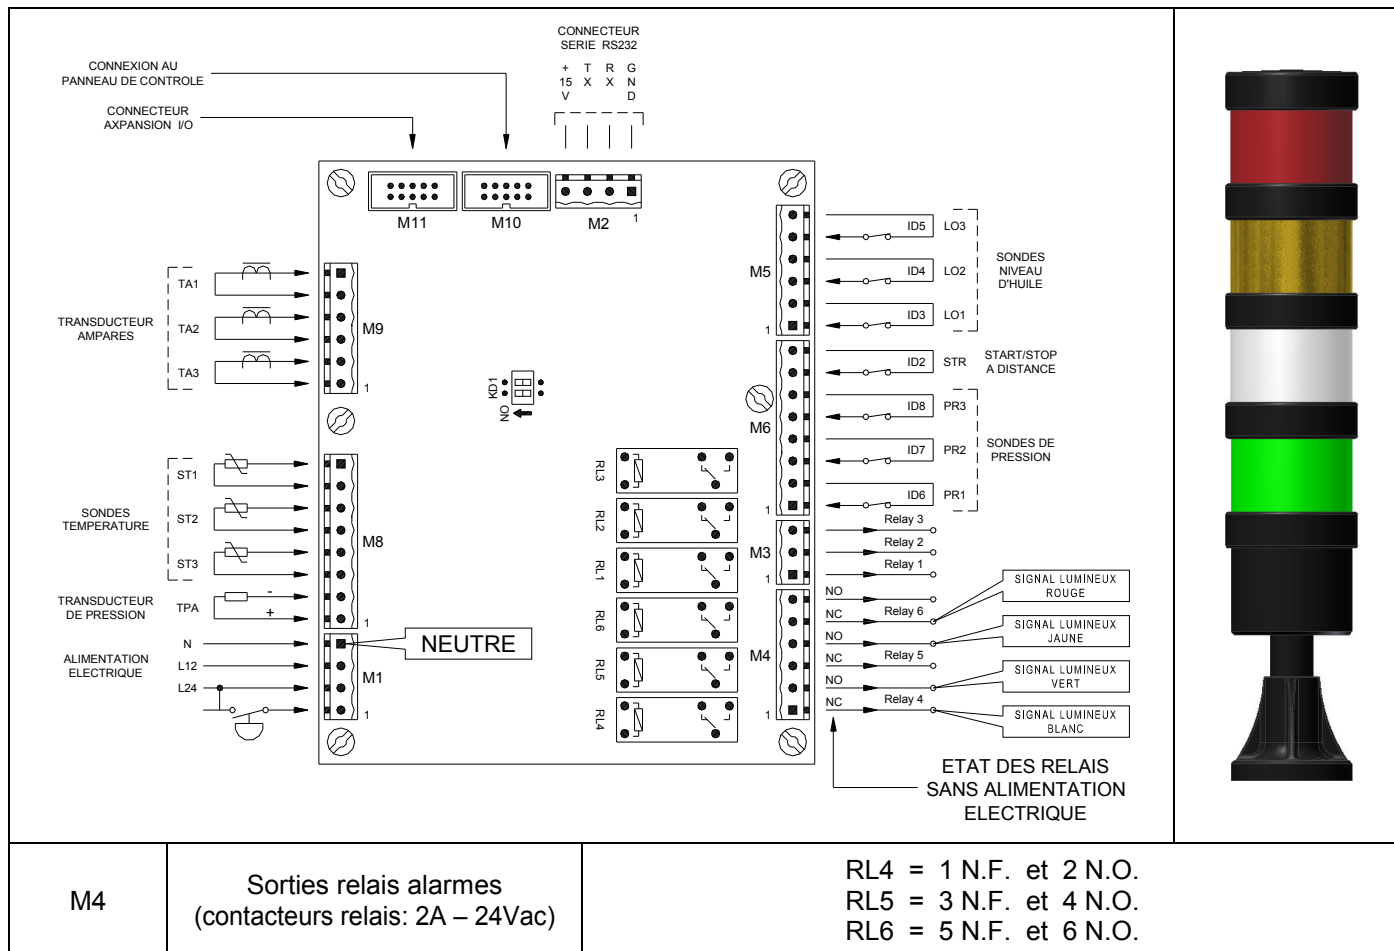 CONNECTEUR
SERIE RS232
+ 15 V
TX
RX
GND
CONNEXION AU
PANNEAU DE CONTROLE
CONNECTEUR
AXPANSION I/O
M11
M10
M2
1
TRANSDUCTEUR
AMPARES
TA1
TA2
TA3
M9
1
SONDES
TEMPERATURE
ST1
ST2
ST3
M8
TRANSDUCTEUR
DE PRESSION
TPA
-
+
1
ALIMENTATION
ELECTRIQUE
N
L12
L24
M1
1
NEUTRE
KD1
NO
RL3
RL2
RL1
RL6
RL5
RL4
M5
1
ID5 LO3
ID4 LO2
ID3 LO1
SONDES
NIVEAU
D'HUILE
M6
1
ID2 STR
START/STOP
A DISTANCE
ID8 PR3
ID7 PR2
ID6 PR1
SONDES DE
PRESSION
M3
1
Relay 3
Relay 2
Relay 1
M4
1
NO
NC Relay 6
NO
NC Relay 5
NO
NC Relay 4
SIGNAL LUMINEUX
ROUGE
SIGNAL LUMINEUX
JAUNE
SIGNAL LUMINEUX
VERT
SIGNAL LUMINEUX
BLANC
ETAT DES RELAIS
SANS ALIMENTATION
ELECTRIQUE
M4
Sorties relais alarmes
(contacteurs relais: 2A – 24Vac)
RL4 = 1 N.F. et 2 N.O.
RL5 = 3 N.F. et 4 N.O.
RL6 = 5 N.F. et 6 N.O.